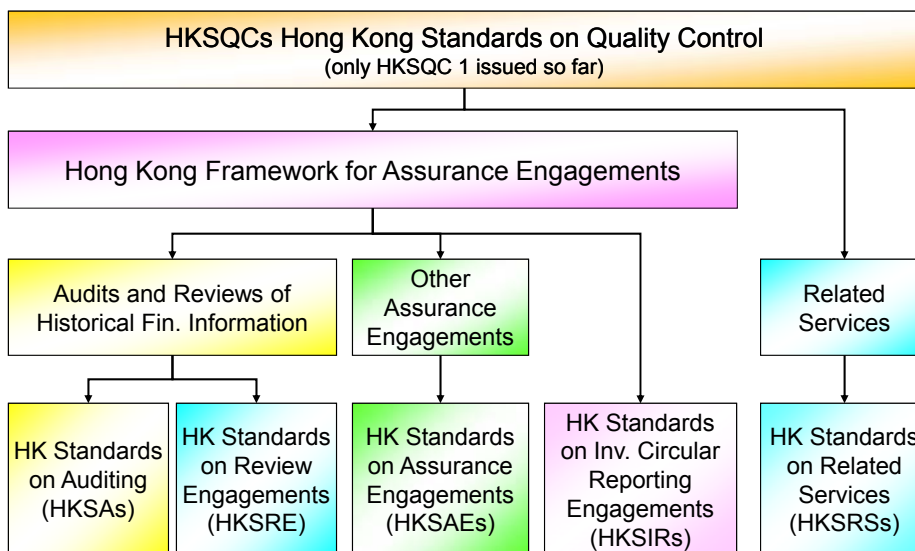 HKSQCs Hong Kong Standards on Quality Control
(only HKSQC 1 issued so far)
Hong Kong Framework for Assurance Engagements
Audits and Reviews of
Historical Fin. Information
Other
Assurance
Engagements
Related
Services
HK Standards
on Auditing
(HKSAs)
HK Standards
on Review
Engagements
(HKSRE)
HK Standards
on Assurance
Engagements
(HKSAEs)
HK Standards
on Inv. Circular
Reporting
Engagements
(HKSIRs)
HK Standards
on Related
Services
(HKSRSs)